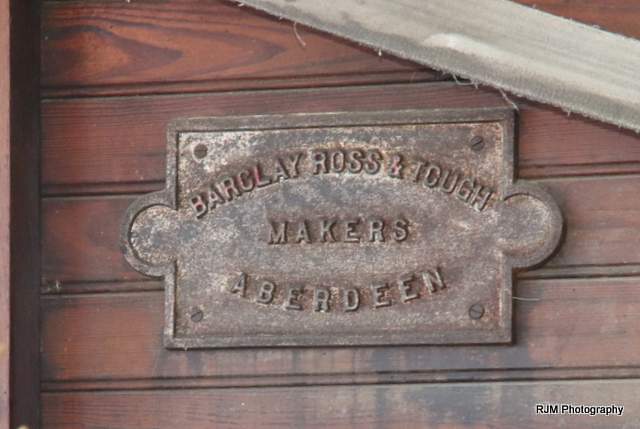 BARCLAY ROSS & TOUGH
MAKERS
ABERDEEN
RJM Photography